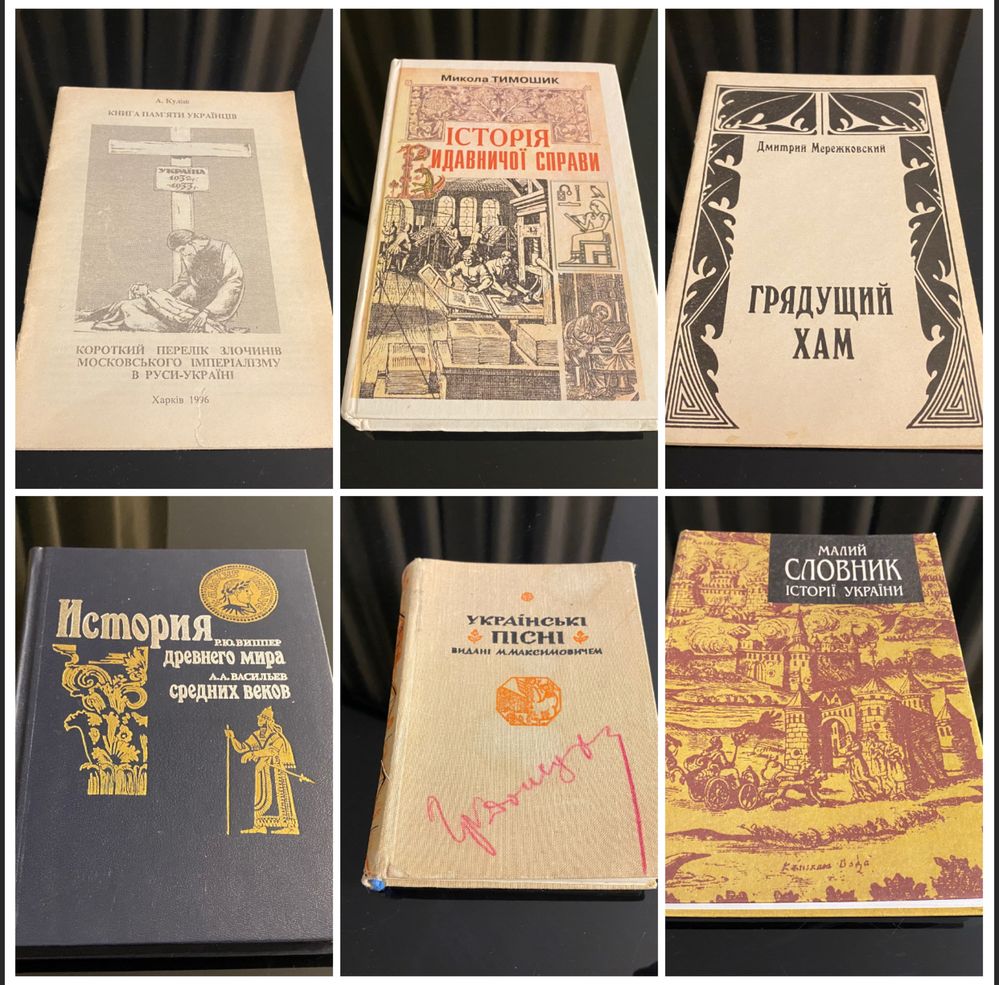 А. Куліш
КНИГА ПАМ'ЯТИ УКРАЇНЦІВ
УКРАЇНА
1932 г.
-1933 г.
КОРОТКИЙ ПЕРЕЛІК ЗЛОЧИНІВ
МОСКОВСЬКОГО ІМПЕРІАЛІЗМУ
В РУСИ-УКРАЇНІ
Харків 1996
Микола ТИМОШИК
ІСТОРІЯ
ВИДАВНИЧОЇ СПРАВИ
Дмитрий Мережковский
ГРЯДУЩИЙ
ХАМ
История
Р.Ю. ВИППЕР
древнего мира
А.А. ВАСИЛЬЕВ
средних веков
УКРАЇНСЬКІ
ПІСНІ
ВИДАНІ М. МАКСИМОВИЧЕМ
МАЛИЙ
СЛОВНИК
ІСТОРІЇ УКРАЇНИ